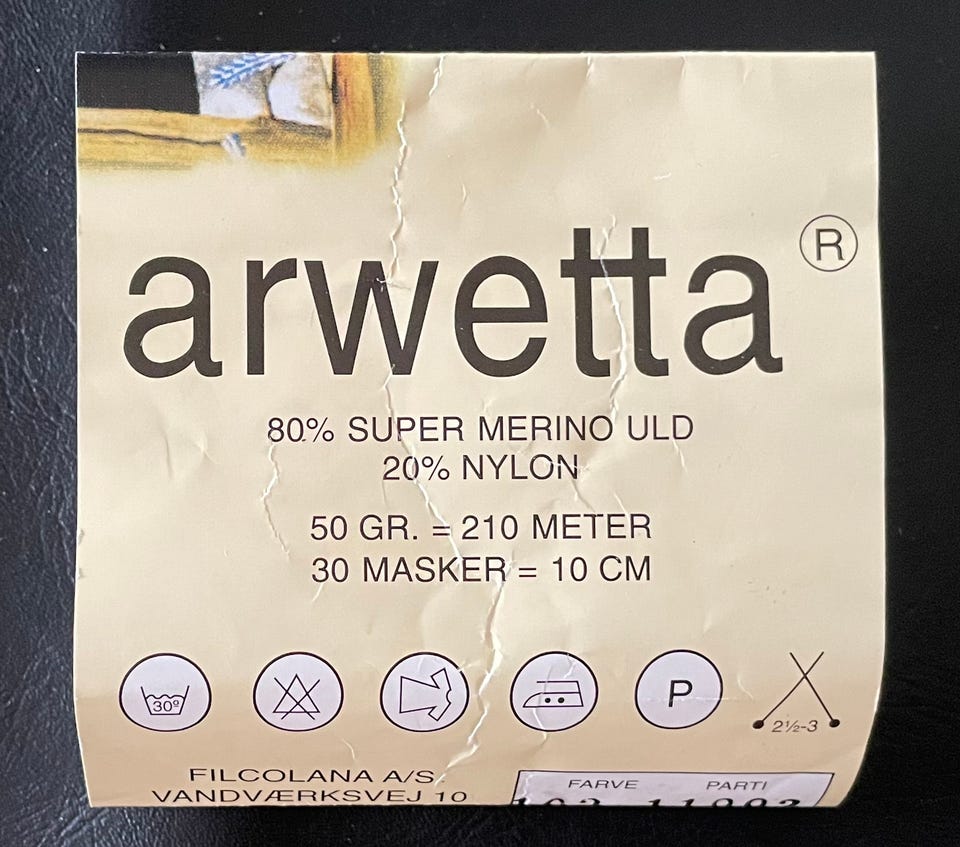 arwetta ®
80% SUPER MERINO ULD
20% NYLON
50 GR. = 210 METER
30 MASKER = 10 CM
30º P 2½-3
FILCOLANA A/S
VANDVÆRKSVEJ 10
FARVE PARTI